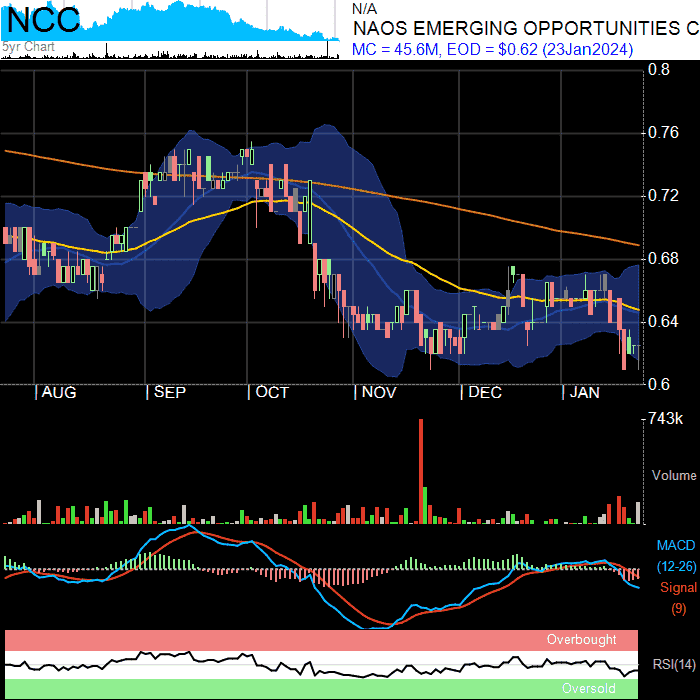 NCC
5yr Chart
N/A
NAOS EMERGING OPPORTUNITIES C
MC = 45.6M, EOD = $0.62 (23Jan2024)
0.8
0.76
0.72
0.68
0.64
0.6
AUG
SEP
OCT
NOV
DEC
JAN
743k
Volume
MACD
(12-26)
Signal
(9)
Overbought
RSI(14)
Oversold